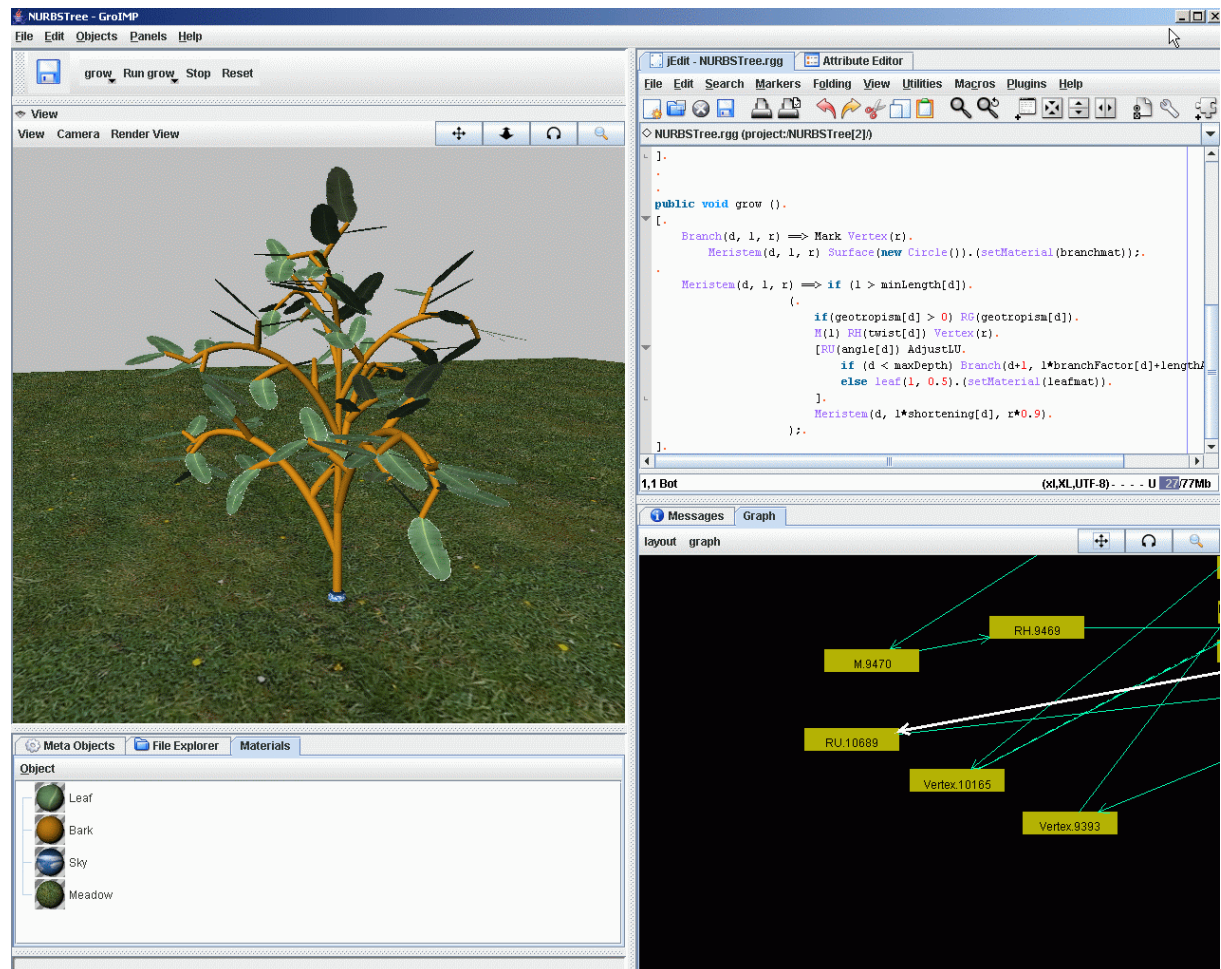 NURBSTree - GroIMP
File Edit Objects Panels Help
grow Run grow Stop Reset
View
View Camera Render View
Meta Objects File Explorer Materials
Object
Leaf
Bark
Sky
Meadow
jEdit - NURBSTree.rgg Attribute Editor
File Edit Search Markers Folding View Utilities Macros Plugins Help
NURBSTree.rgg (project:/NURBSTree[2]/)
].
.
.
public void grow ().
[.
Branch(d, l, r) ==> Mark Vertex(r).
Meristem(d, l, r) Surface(new Circle()).(setMaterial(branchmat));.
.
Meristem(d, l, r) ==> if (l > minLength[d]).
(.
if(geotropism[d] > 0) RG(geotropism[d]).
M(l) RH(twist[d]) Vertex(r).
[RU(angle[d]) AdjustLU.
if (d < maxDepth) Branch(d+1, l*branchFactor[d]+length
else leaf(1, 0.5).(setMaterial(leafmat)).
].
Meristem(d, l*shortening[d], r*0.9).
);.
].
1,1 Bot (xl,XL,UTF-8) - - - - U 27/77Mb
Messages Graph
layout graph
RH.9469
M.9470
RU.10689
Vertex.10165
Vertex.9393